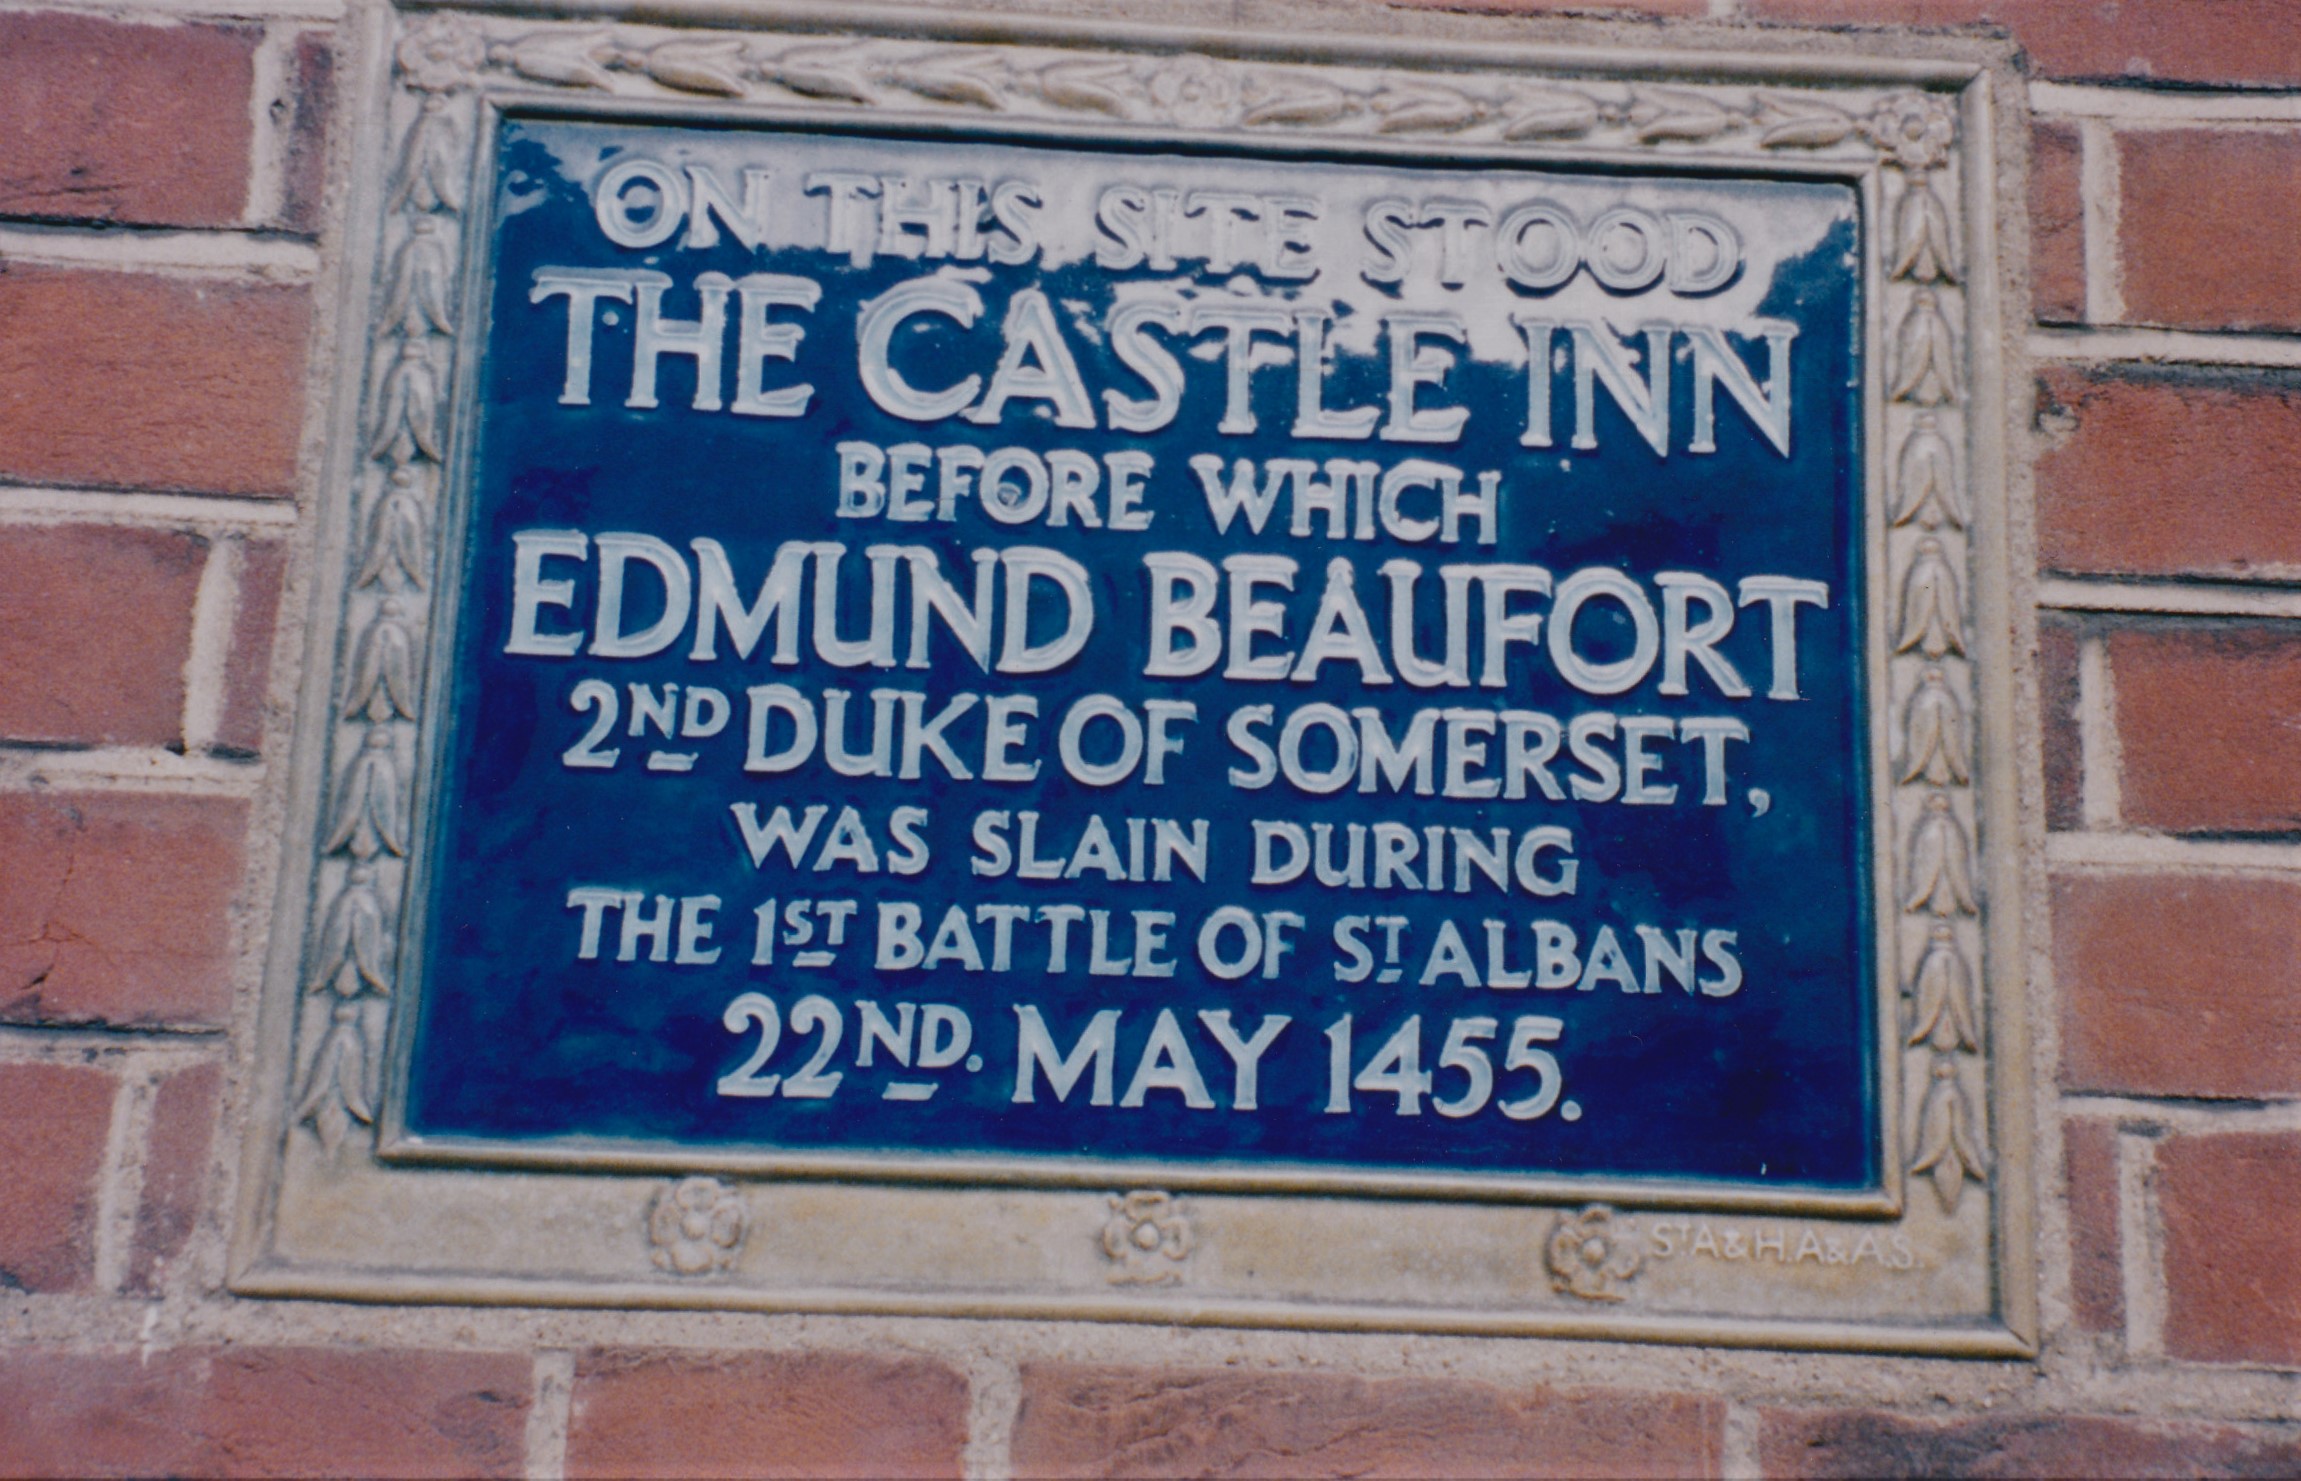 ON THIS SITE STOOD
THE CASTLE INN
BEFORE WHICH
EDMUND BEAUFORT
2ND DUKE OF SOMERSET,
WAS SLAIN DURING
THE 1ST BATTLE OF ST ALBANS
22ND. MAY 1455.
ST A & H. A & A. S.